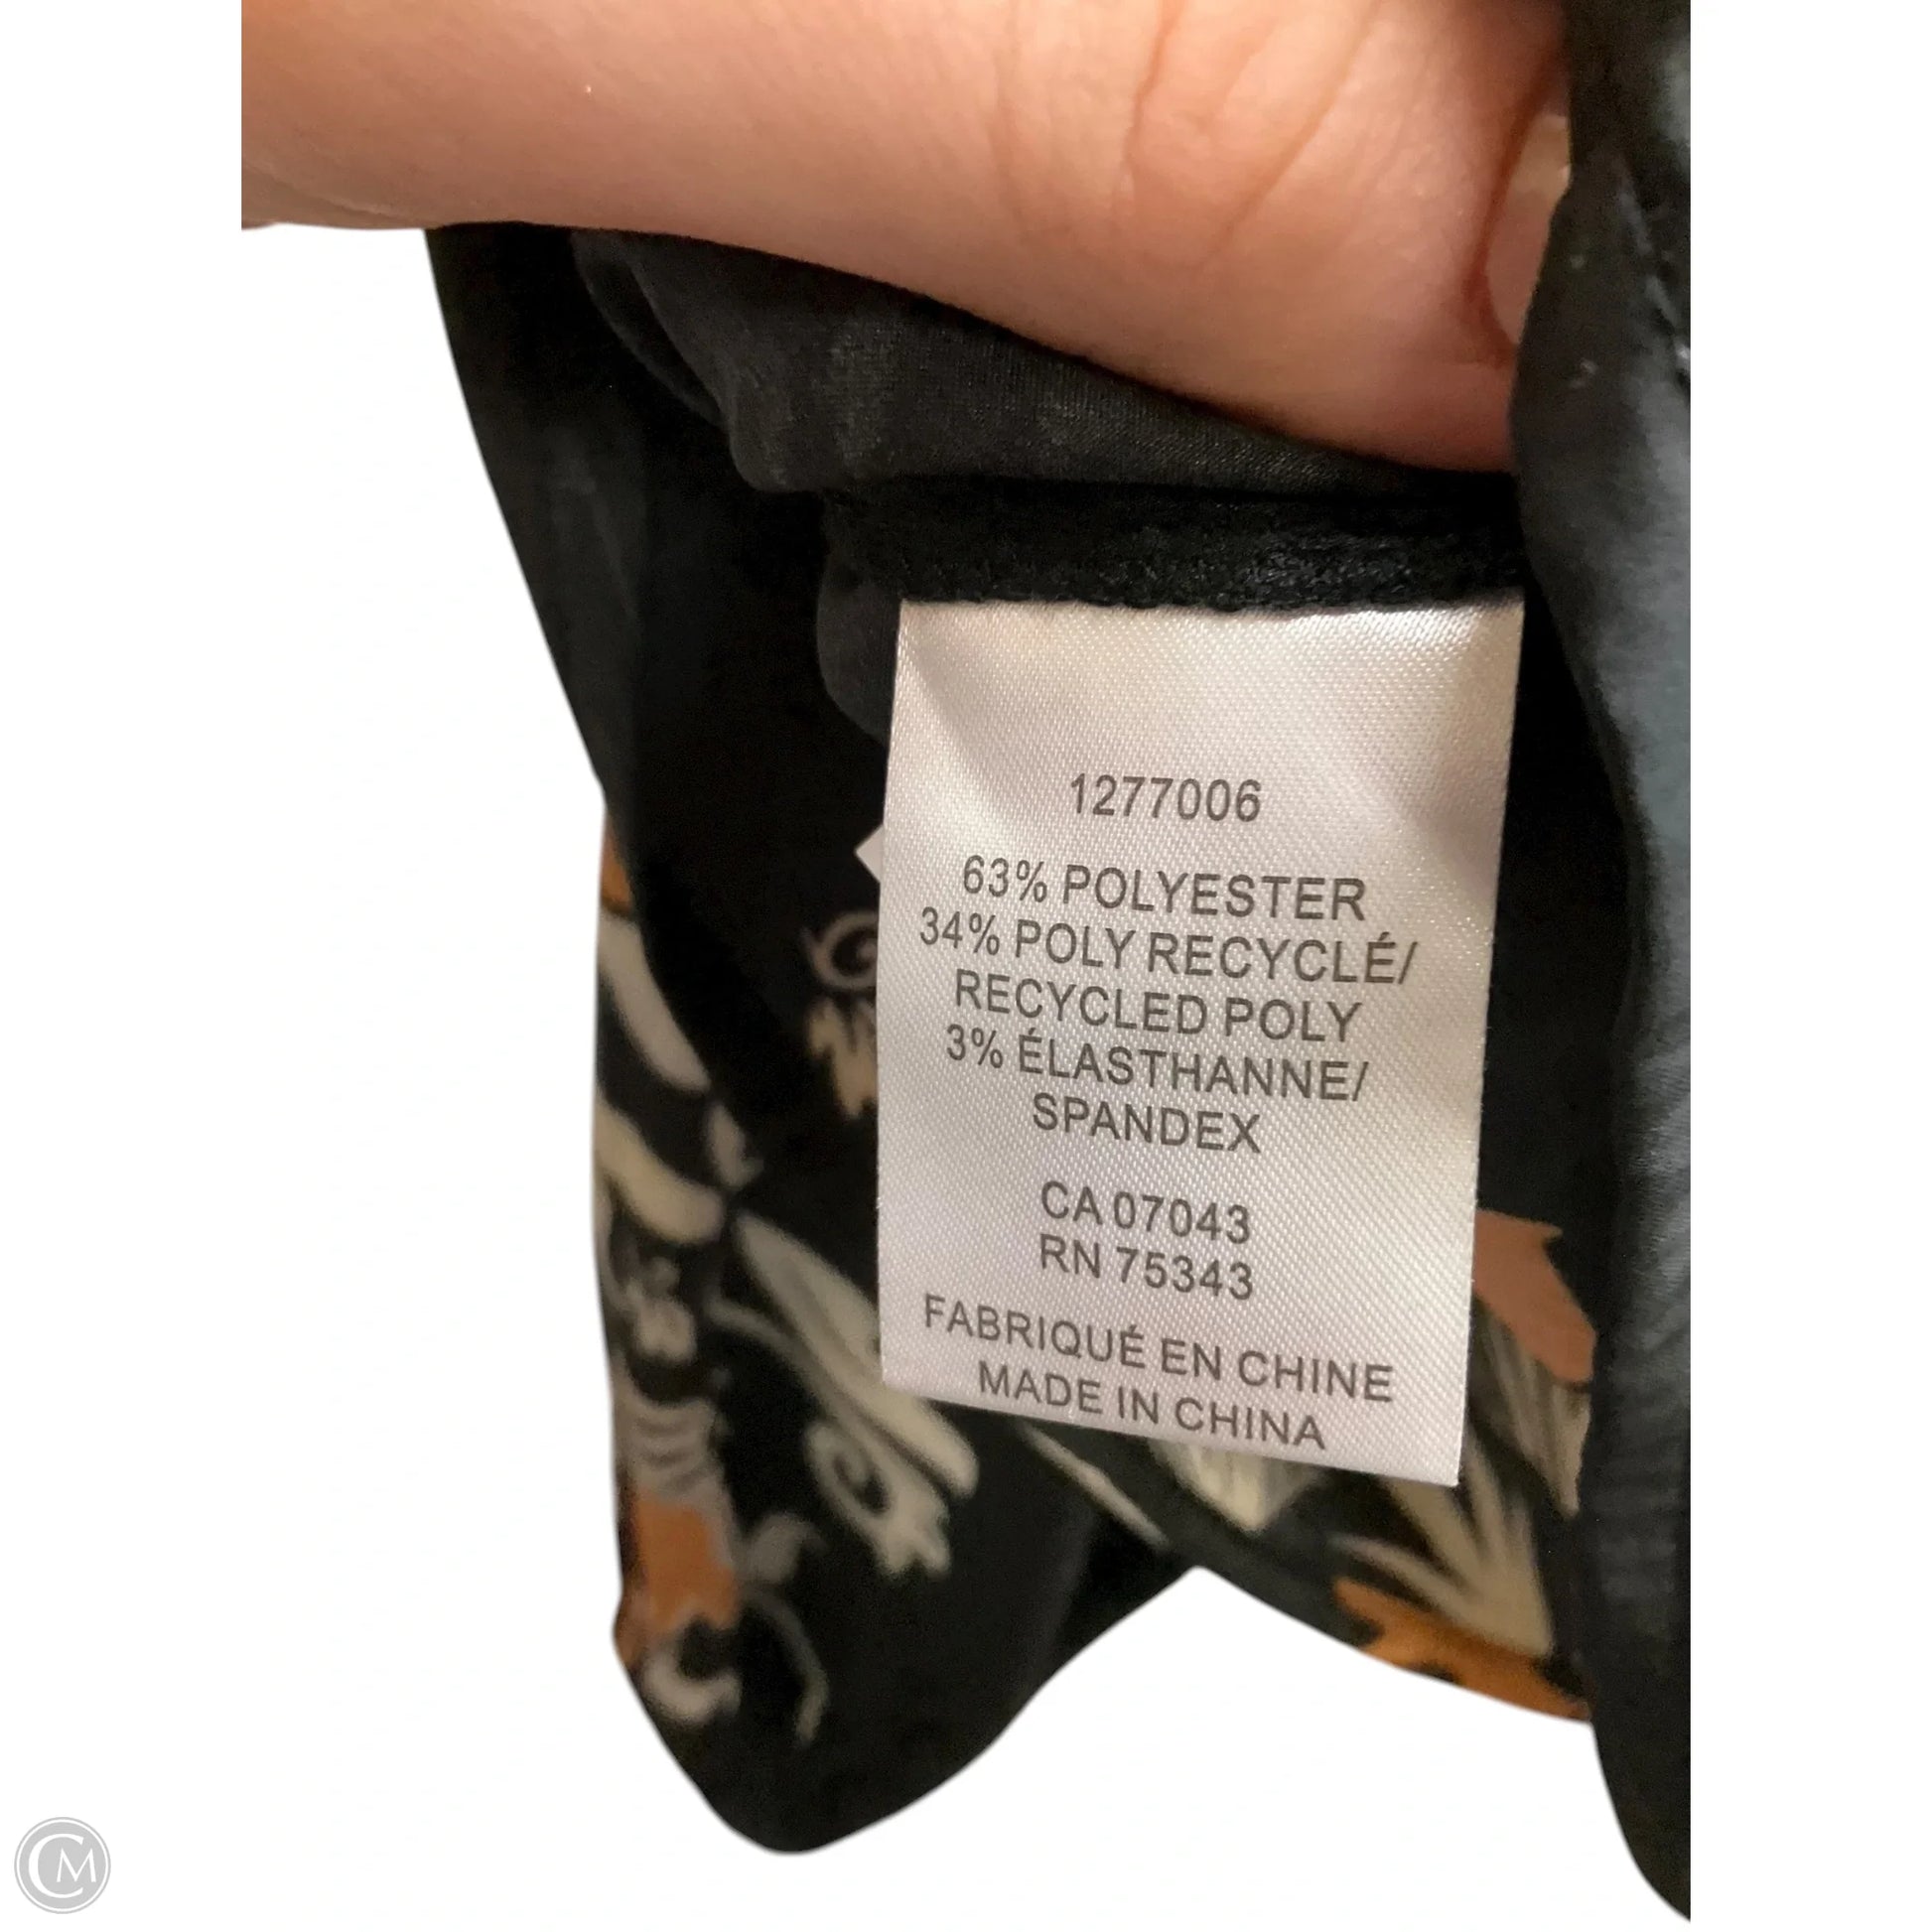 1277006
63% POLYESTER
34% POLY RECYCLÉ/
RECYCLED POLY
3% ÉLASTHANNE/
SPANDEX
CA 07043
RN 75343
FABRIQUÉ EN CHINE
MADE IN CHINA
CM